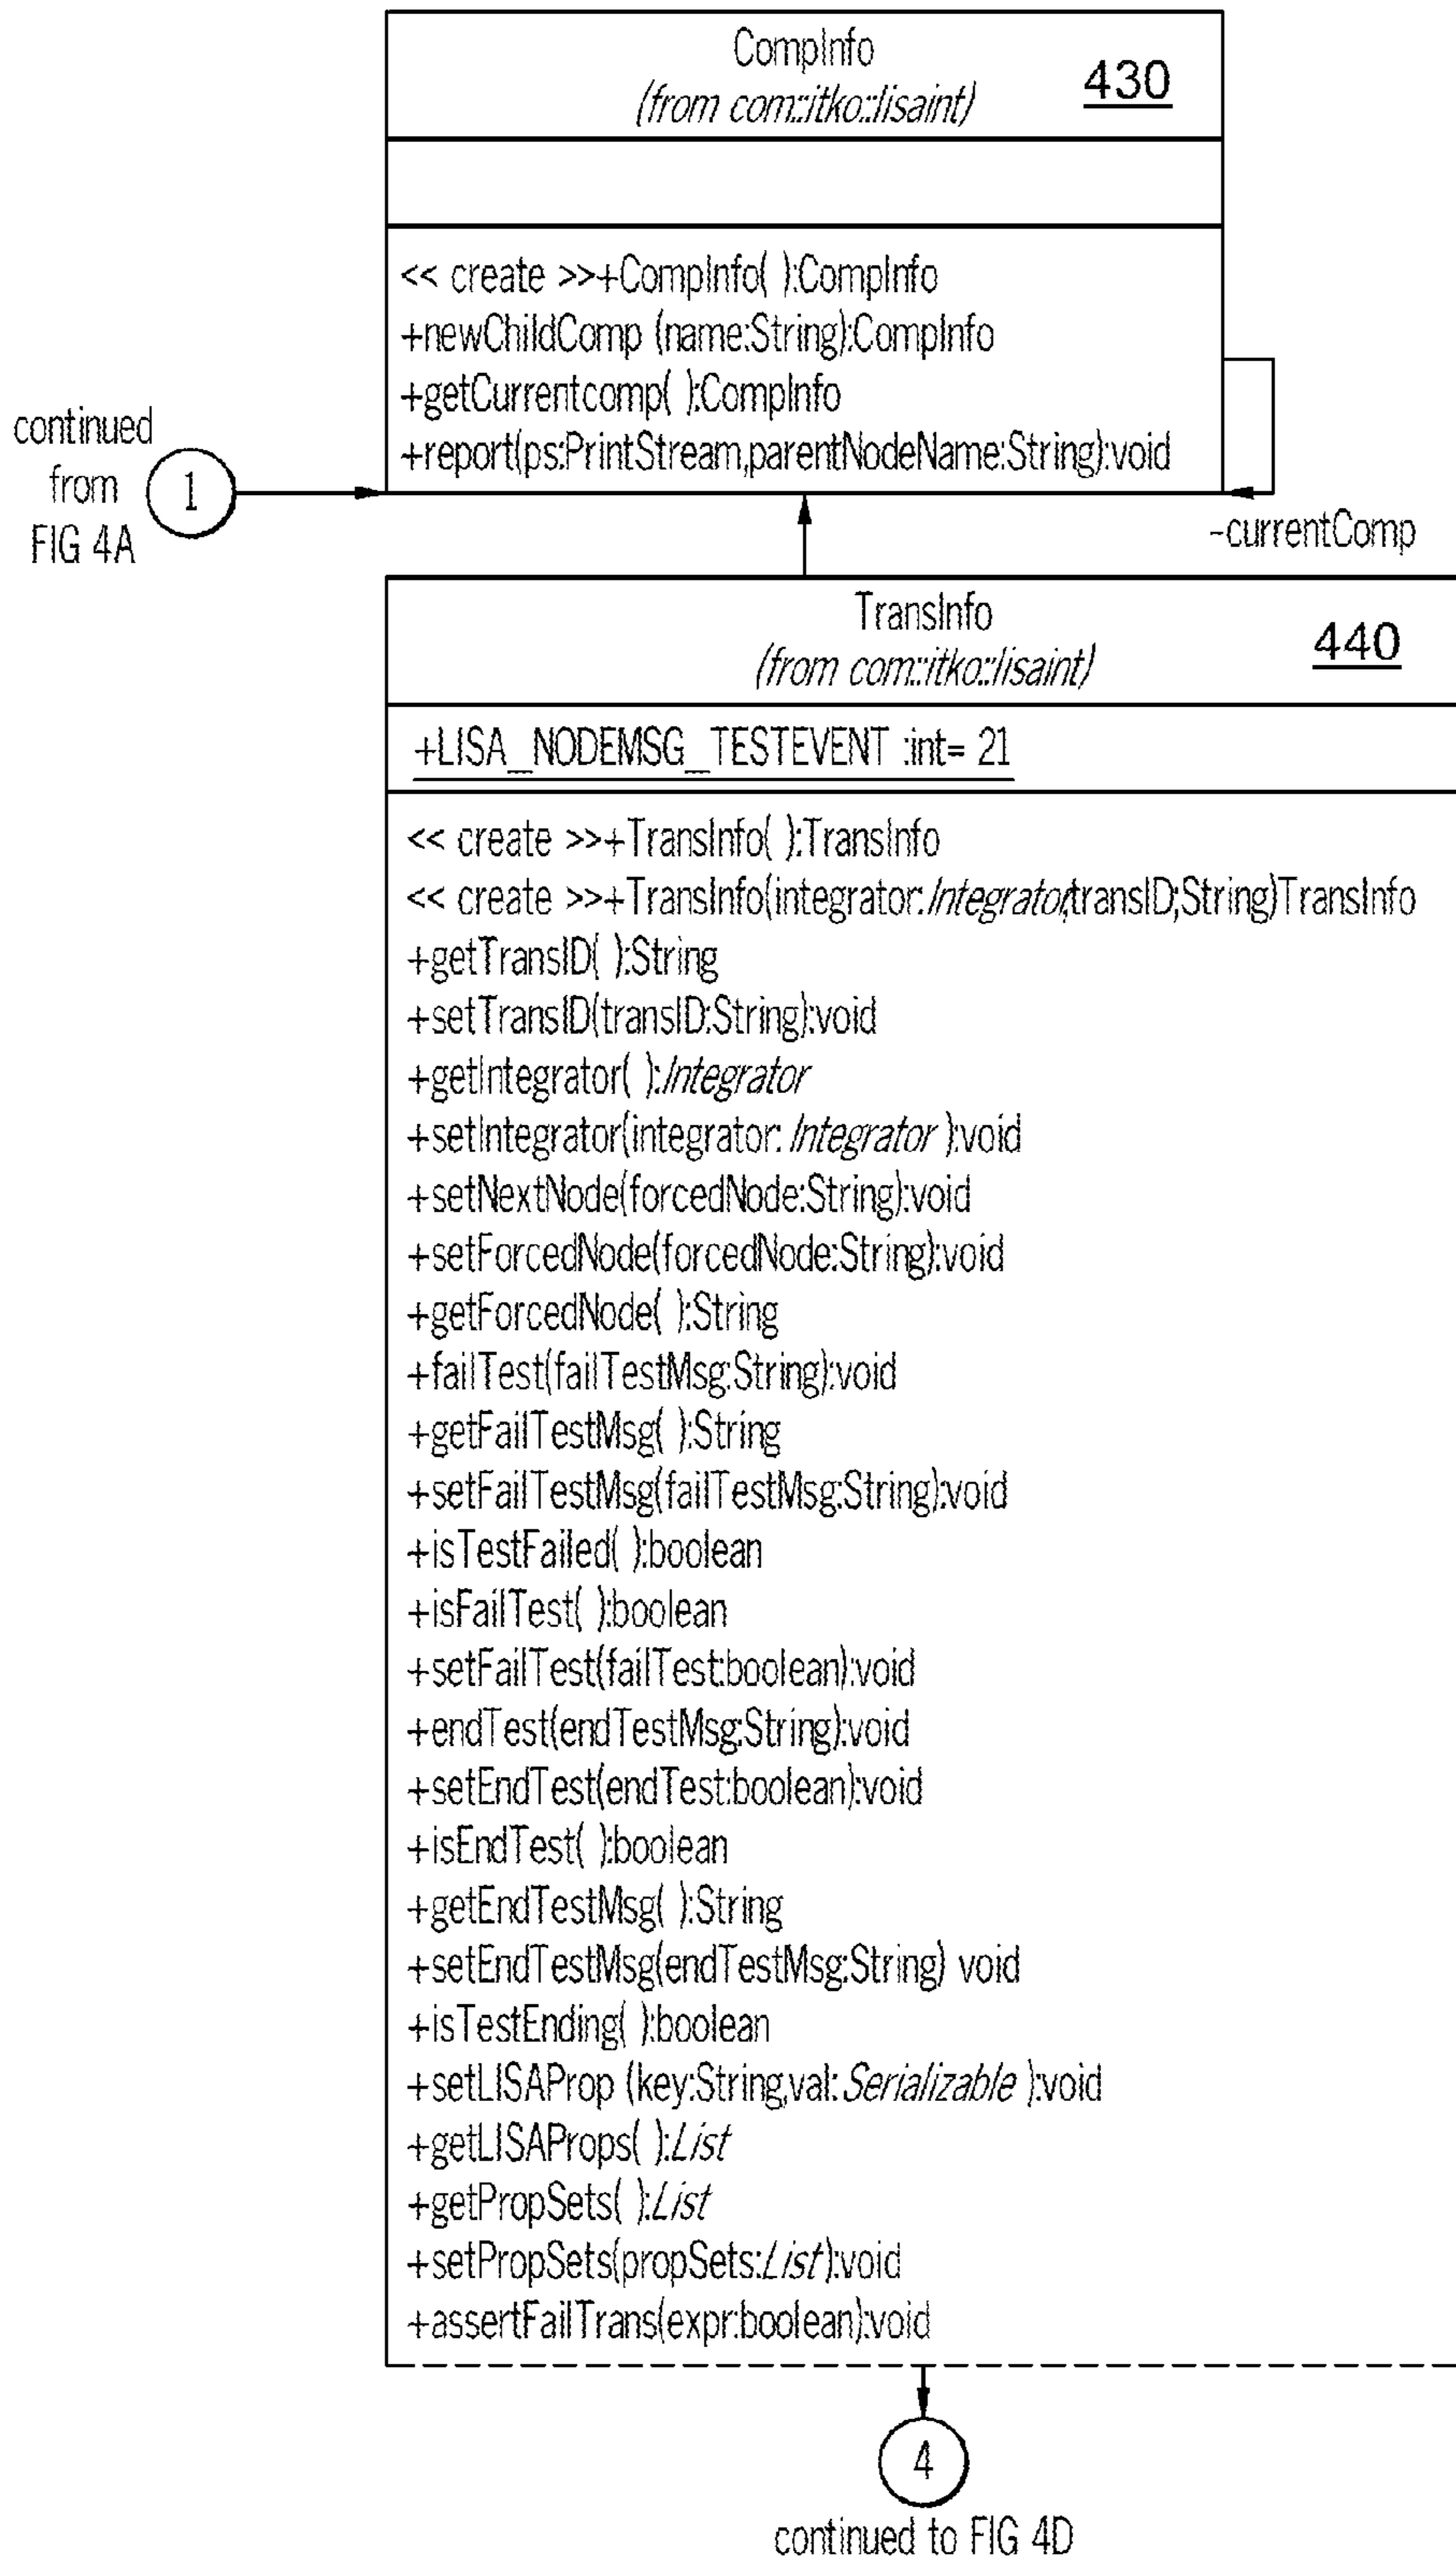 CompInfo
(from com::itko::lisaint)
430
<< create >>+CompInfo( ):CompInfo
+newChildComp (name:String):CompInfo
+getCurrentcomp( ):CompInfo
+report(ps:PrintStream,parentNodeName:String):void
continued
from
FIG 4A
1
-currentComp
TransInfo
(from com::itko::lisaint)
440
+LISA_NODEMSG_TESTEVENT :int= 21
<< create >>+TransInfo( ):TransInfo
<< create >>+TransInfo(integrator:Integrator,transID;String)TransInfo
+getTransID( ):String
+setTransID(transID:String):void
+getIntegrator( ):Integrator
+setIntegrator(integrator: Integrator ):void
+setNextNode(forcedNode:String):void
+setForcedNode(forcedNode:String):void
+getForcedNode( ):String
+failTest(failTestMsg:String):void
+getFailTestMsg( ):String
+setFailTestMsg(failTestMsg:String):void
+isTestFailed( ):boolean
+isFailTest( ):boolean
+setFailTest(failTest:boolean):void
+endTest(endTestMsg:String):void
+setEndTest(endTest:boolean):void
+isEndTest( ):boolean
+getEndTestMsg( ):String
+setEndTestMsg(endTestMsg:String) void
+isTestEnding( ):boolean
+setLISAProp (key:String,val:Serializable ):void
+getLISAProps( ):List
+getPropSets( ):List
+setPropSets(propSets:List):void
+assertFailTrans(expr:boolean):void
4
continued to FIG 4D